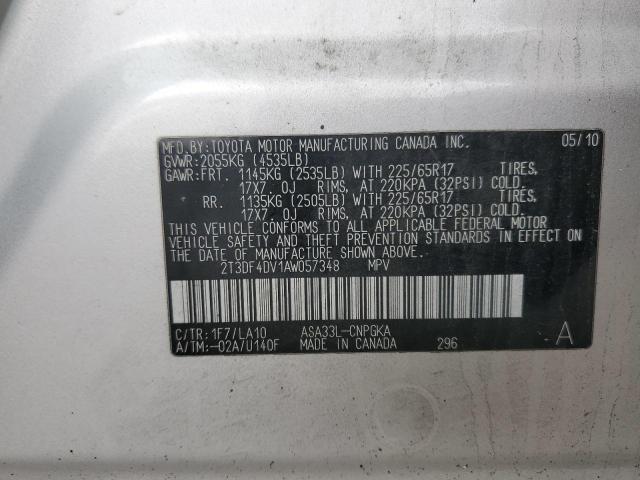 MFD.BY:TOYOTA MOTOR MANUFACTURING CANADA INC. 05/10
GVWR:2055KG (4535LB)
GAWR:FRT. 1145KG (2535LB) WITH 225/65R17 TIRES,
17X7.0J RIMS, AT 220KPA (32PSI) COLD.
RR. 1135KG (2505LB) WITH 225/65R17 TIRES,
17X7.0J RIMS, AT 220KPA (32PSI) COLD.
THIS VEHICLE CONFORMS TO ALL APPLICABLE FEDERAL MOTOR
VEHICLE SAFETY AND THEFT PREVENTION STANDARDS IN EFFECT ON
THE DATE OF MANUFACTURE SHOWN ABOVE.
2T3DF4DV1AW057348 MPV
C/TR:1F7/LA10 ASA33L-CNPGKA A
A/TM:-02A/U140F MADE IN CANADA 296